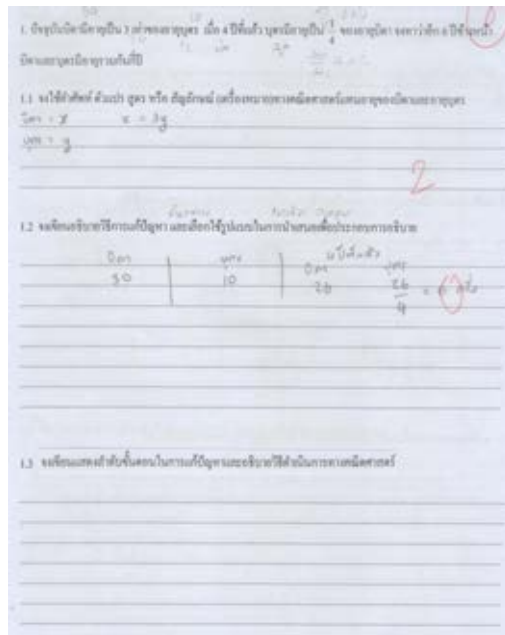 1. ปัจจุบันบิดามีอายุเป็น 3 เท่าของอายุบุตร เมื่อ 4 ปีที่แล้ว บุตรมีอายุเป็น 1/4 ของอายุบิดา จงหาว่าอีก 6 ปีข้างหน้า
บิดาและบุตรมีอายุรวมกันกี่ปี
1.1 จงใช้คำศัพท์ ตัวแปร สูตร หรือ สัญลักษณ์ เครื่องหมายทางคณิตศาสตร์แทนอายุของบิดาและอายุบุตร
บิดา = x x = 3y
บุตร = y
2
1.2 จงเขียนอธิบายวิธีการแก้ปัญหา และเลือกใช้รูปแบบในการนำเสนอเพื่อประกอบการอธิบาย
บิดา บุตร 4 ปีที่แล้ว
30 10 บิดา บุตร
26 26/4 =
1.3 จงเขียนแสดงลำดับขั้นตอนในการแก้ปัญหาและอธิบายวิธีดำเนินการทางคณิตศาสตร์